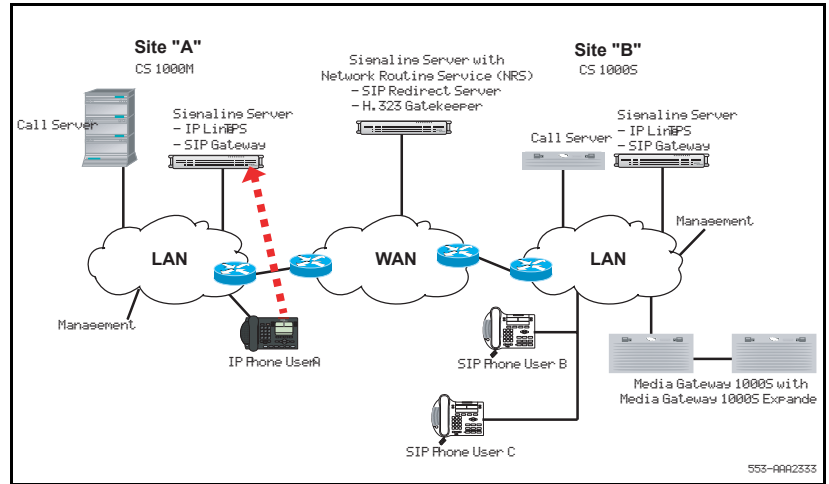 Site "A"
CS 1000M
Call Server
Signaling Server
– IP Line TPS
– SIP Gateway
Signaling Server with
Network Routing Service (NRS)
– SIP Redirect Server
– H.323 Gatekeeper
Site "B"
CS 1000S
Call Server
Signaling Server
– IP Line TPS
– SIP Gateway
LAN
WAN
LAN
Management
Management
IP Phone UserA
SIP Phone User B
SIP Phone User C
Media Gateway 1000S with
Media Gateway 1000S Expande
553-AAA2333